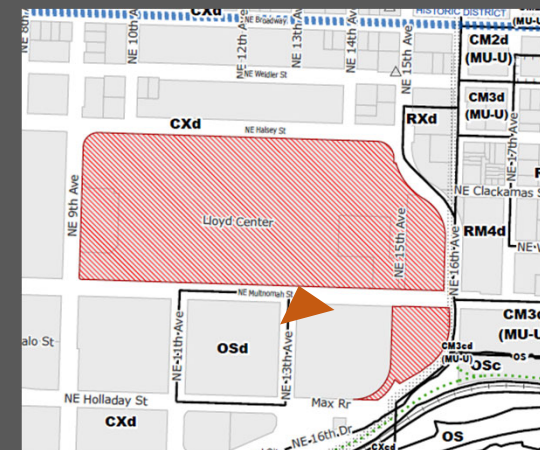 HISTORIC DISTRICT
CXd
NE Broadway
(MU-U)
NE 8th
NE 10th A
NE 12th Ave
NE 13th Av
NE 14th Ave
NE 15th Ave
CM2d
(MU-U)
NE Weidler St
CM3d
(MU-U)
CXd
NE Halsey St
RXd
NE 17th Ave
NE Clackamas S
NE 9th Ave
Lloyd Center
NE 15th Ave
NE 16th Ave
RM4d
NE Multnomah St
CM3
(MU-U
alo St
NE 11th Ave
OSd
NE 13th Ave
CM3cd
(MU-U)
OS
OSc
NE Holladay St
Max Rr
CXd
NE 16th Dr
OS
CXcd